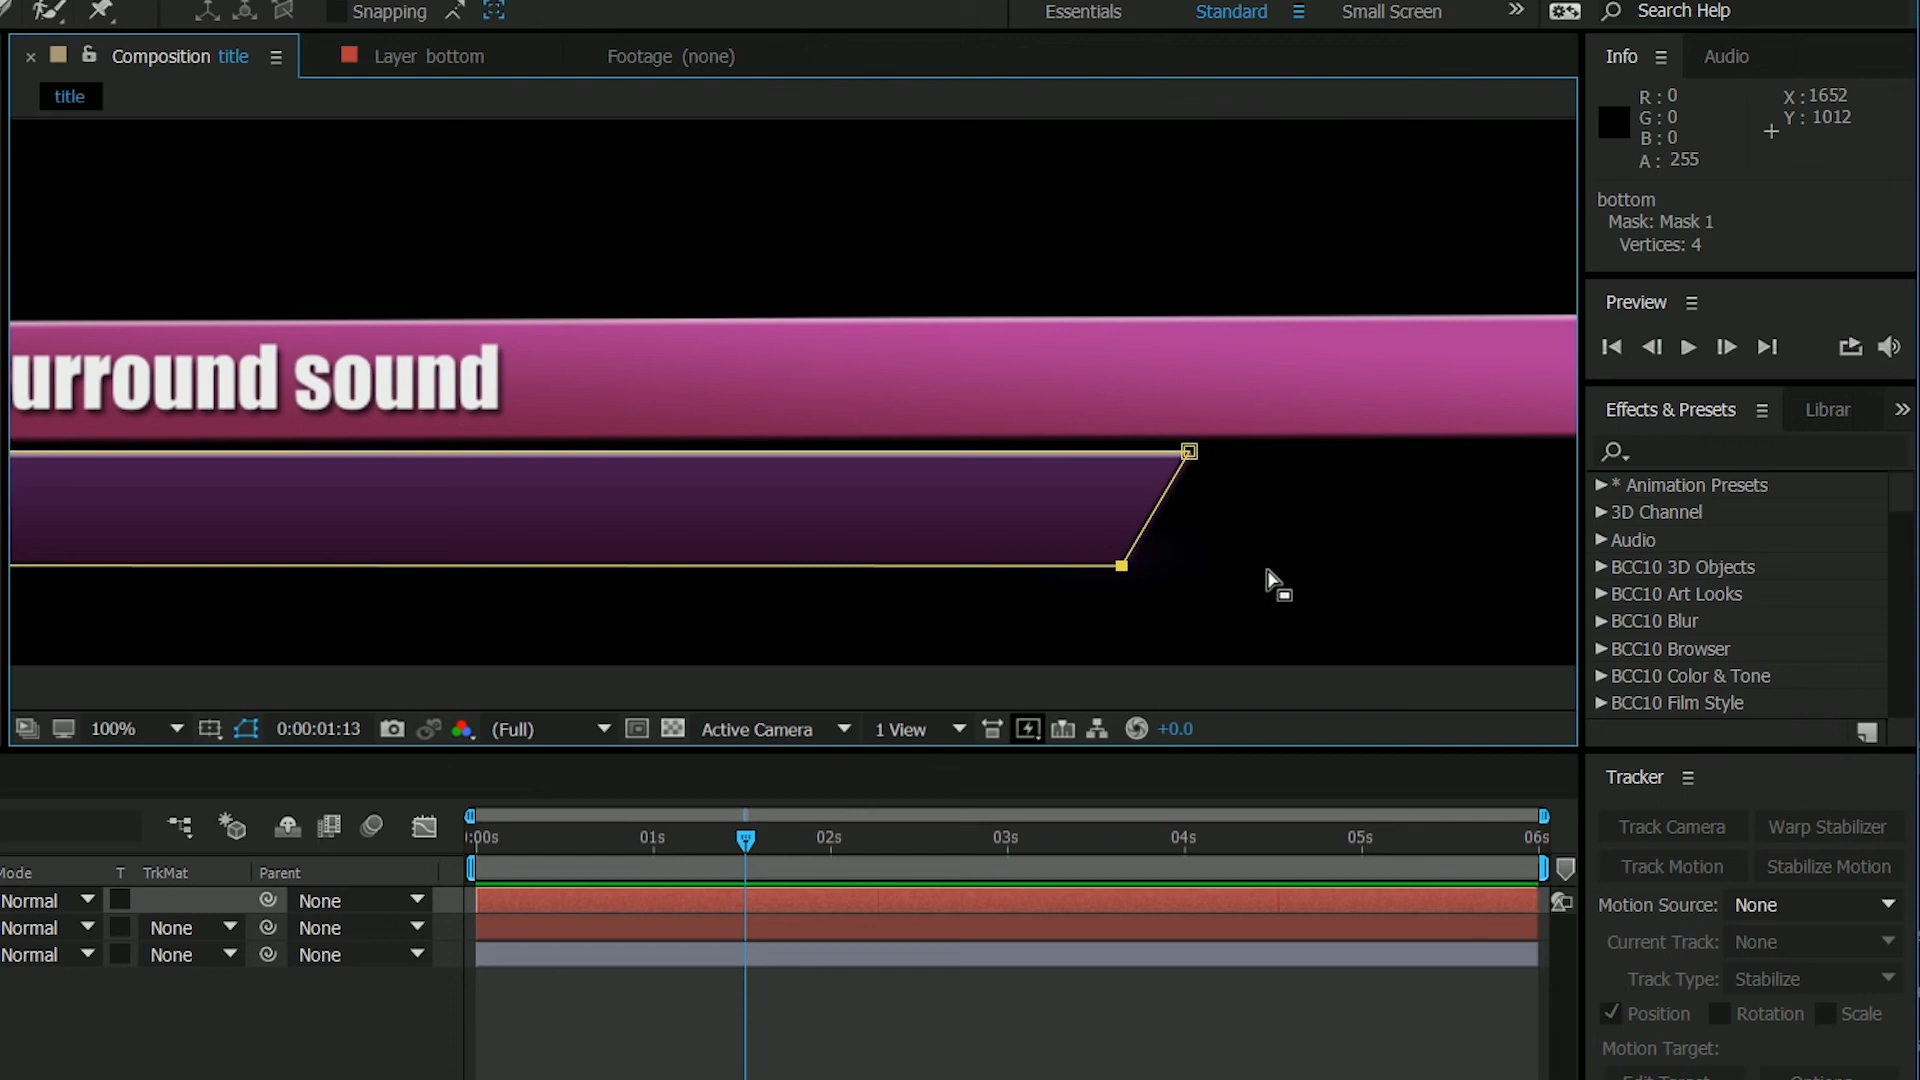 Snapping
Essentials
Standard
Small Screen
Search Help
Composition title
Layer bottom
Footage (none)
Info
Audio
title
R : 0
G : 0
B : 0
A : 255
X : 1652
Y : 1012
bottom
Mask: Mask 1
Vertices: 4
Preview
urround sound
Effects & Presets
Librar
* Animation Presets
3D Channel
Audio
BCC10 3D Objects
BCC10 Art Looks
BCC10 Blur
BCC10 Browser
BCC10 Color & Tone
BCC10 Film Style
100%
0:00:01:13
(Full)
Active Camera
1 View
+0.0
Tracker
Track Camera
Warp Stabilizer
Track Motion
Stabilize Motion
Motion Source: None
Current Track: None
Track Type: Stabilize
Position
Rotation
Scale
Motion Target:
:00s
01s
02s
03s
04s
05s
06s
Mode
T TrkMat
Parent
Normal
None
Normal
None
None
Normal
None
None